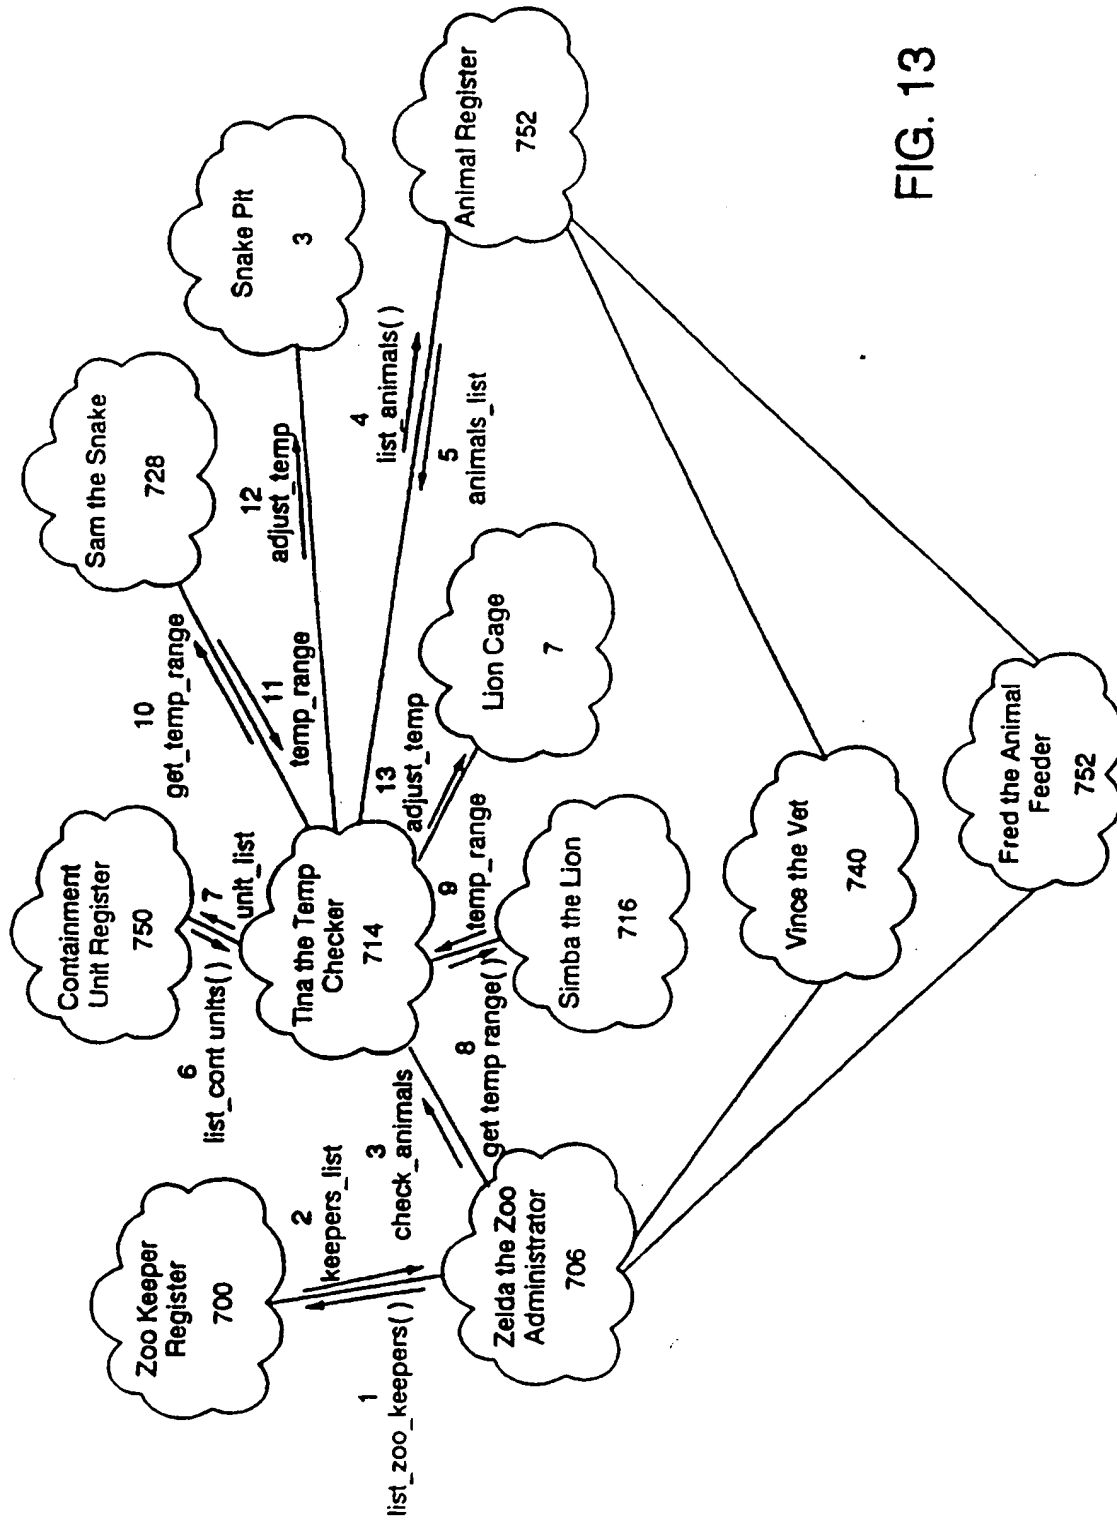 Zoo Keeper
Register
700
1
list_zoo_keepers()
2
keepers_list
Zelda the Zoo
Administrator
706
3
check_animals
6
list_cont units()
Containment
Unit Register
750
7
unit_list
Tina the Temp
Checker
714
8
get temp range()
9
temp_range
Simba the Lion
716
10
get_temp_range
11
temp_range
Sam the Snake
728
12
adjust_temp
Snake Pit
3
13
adjust_temp
Lion Cage
7
4
list_animals()
5
animals_list
Animal Register
752
Vince the Vet
740
Fred the Animal
Feeder
752
FIG. 13